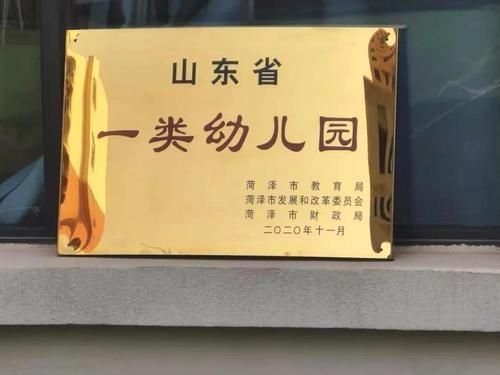 山东省
一类幼儿园
菏泽市教育局
菏泽市发展和改革委员会
菏泽市财政局
二〇二〇年十一月